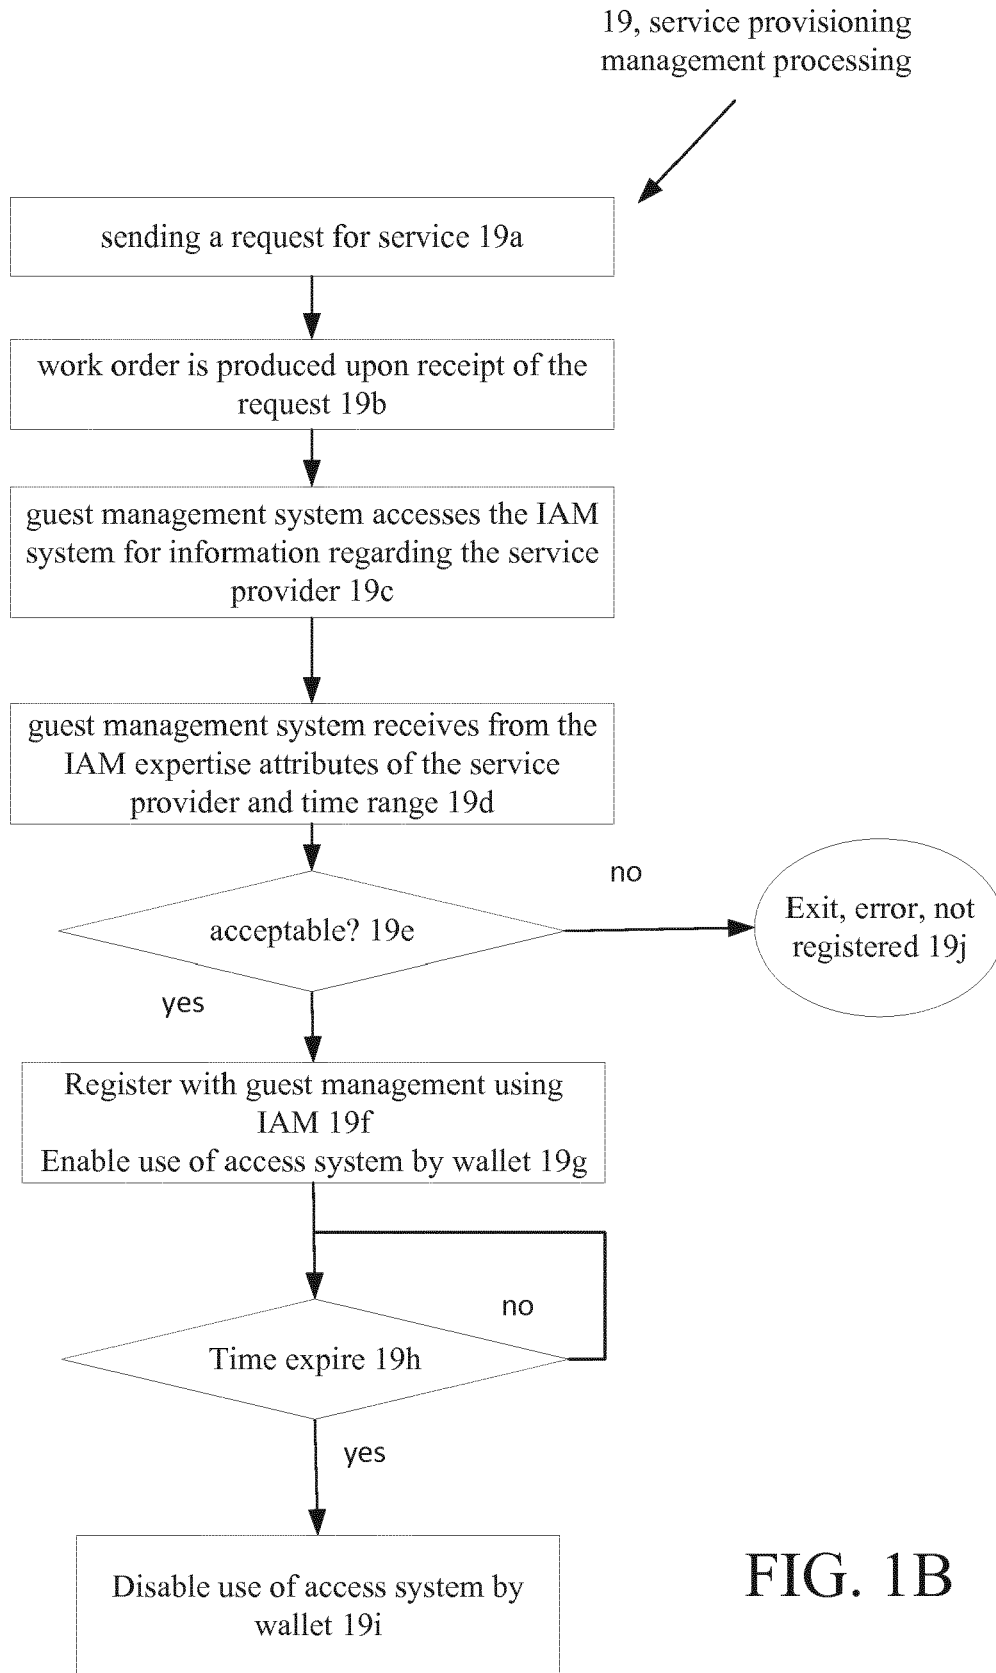 19, service provisioning
management processing
sending a request for service 19a
work order is produced upon receipt of the
request 19b
guest management system accesses the IAM
system for information regarding the service
provider 19c
guest management system receives from the
IAM expertise attributes of the service
provider and time range 19d
no
acceptable? 19e
Exit, error, not
registered 19j
yes
Register with guest management using
IAM 19f
Enable use of access system by wallet 19g
no
Time expire 19h
yes
Disable use of access system by
wallet 19i
FIG. 1B